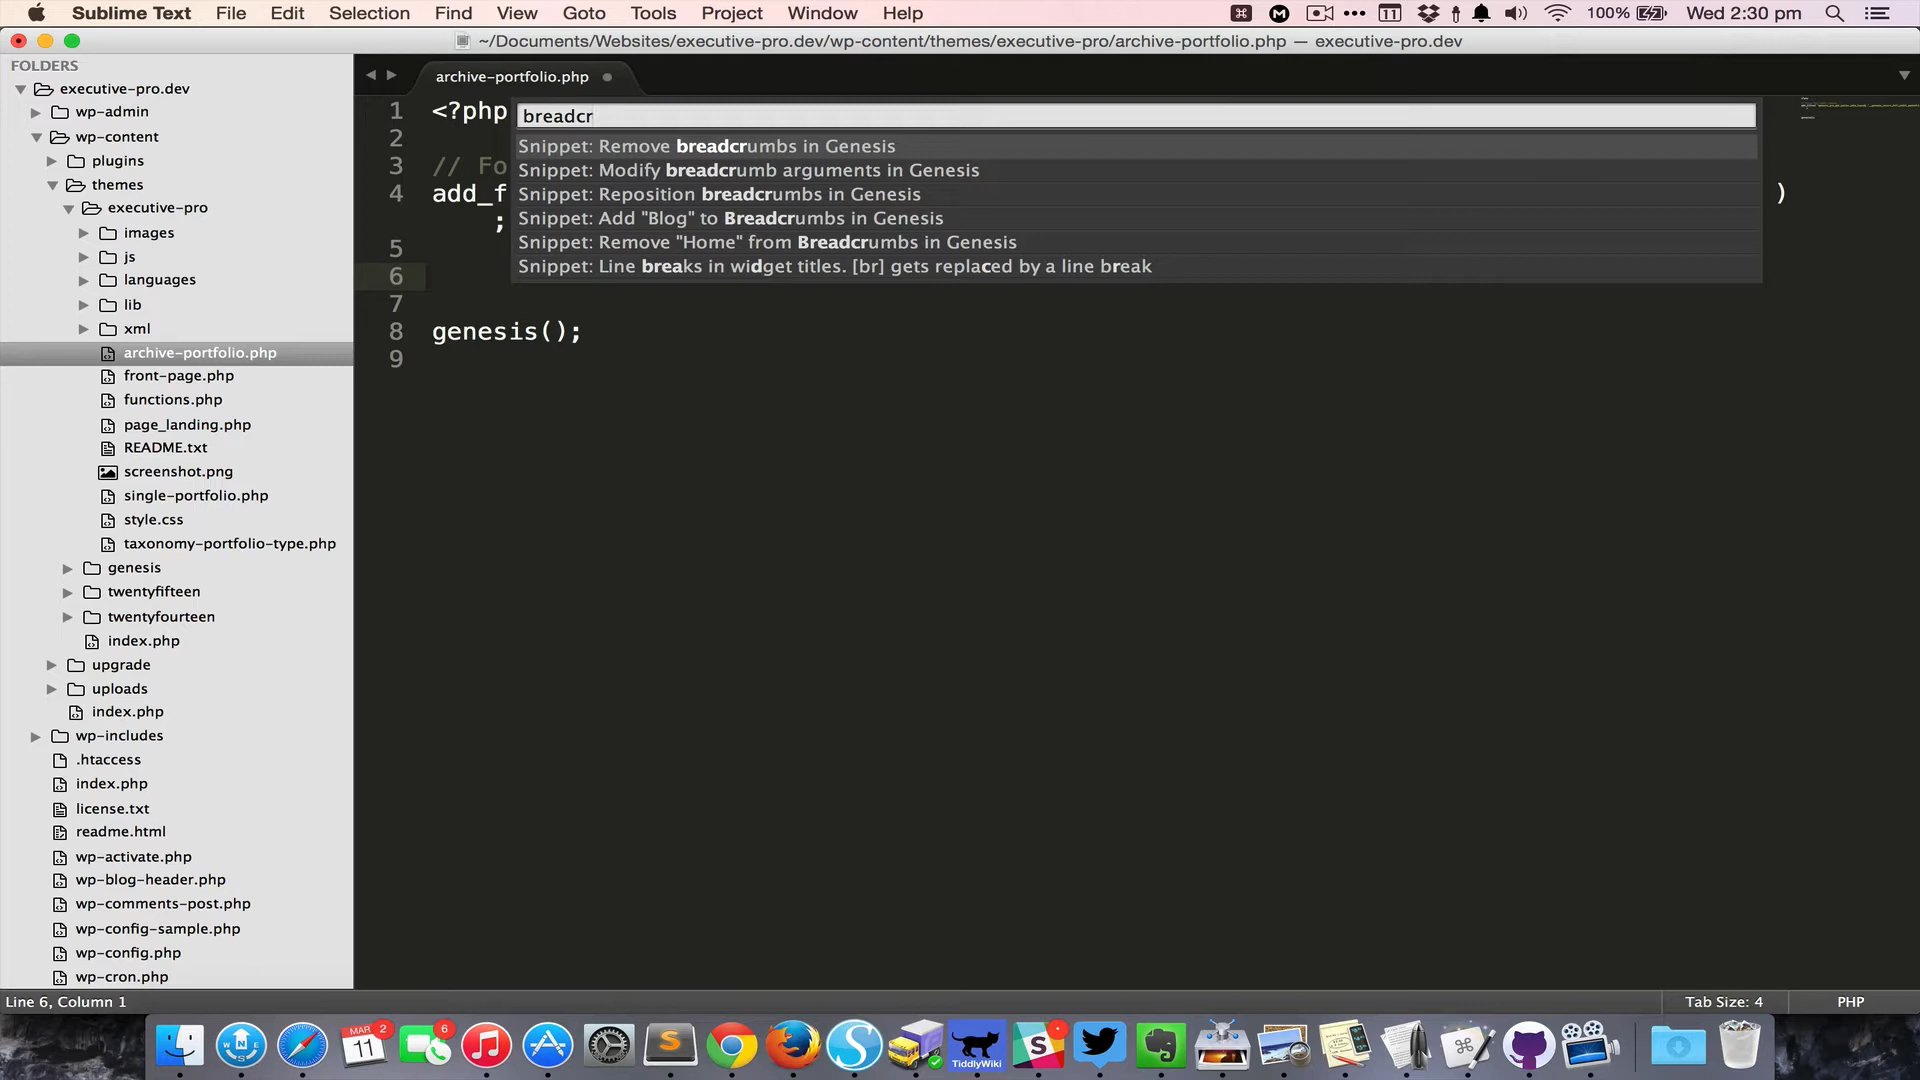 Sublime Text File Edit Selection Find View Goto Tools Project Window Help 11 100% Wed 2:30 pm
~/Documents/Websites/executive-pro.dev/wp-content/themes/executive-pro/archive-portfolio.php — executive-pro.dev
FOLDERS
executive-pro.dev
wp-admin
wp-content
plugins
themes
executive-pro
images
js
languages
lib
xml
archive-portfolio.php
front-page.php
functions.php
page_landing.php
README.txt
screenshot.png
single-portfolio.php
style.css
taxonomy-portfolio-type.php
genesis
twentyfifteen
twentyfourteen
index.php
upgrade
uploads
index.php
wp-includes
.htaccess
index.php
license.txt
readme.html
wp-activate.php
wp-blog-header.php
wp-comments-post.php
wp-config-sample.php
wp-config.php
wp-cron.php
archive-portfolio.php
1 <?php
2
3 // Fo
4 add_f )
;
5
6
7
8 genesis();
9
breadcr
Snippet: Remove breadcrumbs in Genesis
Snippet: Modify breadcrumb arguments in Genesis
Snippet: Reposition breadcrumbs in Genesis
Snippet: Add "Blog" to Breadcrumbs in Genesis
Snippet: Remove "Home" from Breadcrumbs in Genesis
Snippet: Line breaks in widget titles. [br] gets replaced by a line break
Line 6, Column 1 Tab Size: 4 PHP
MAR 2
11
6
TiddlyWiki